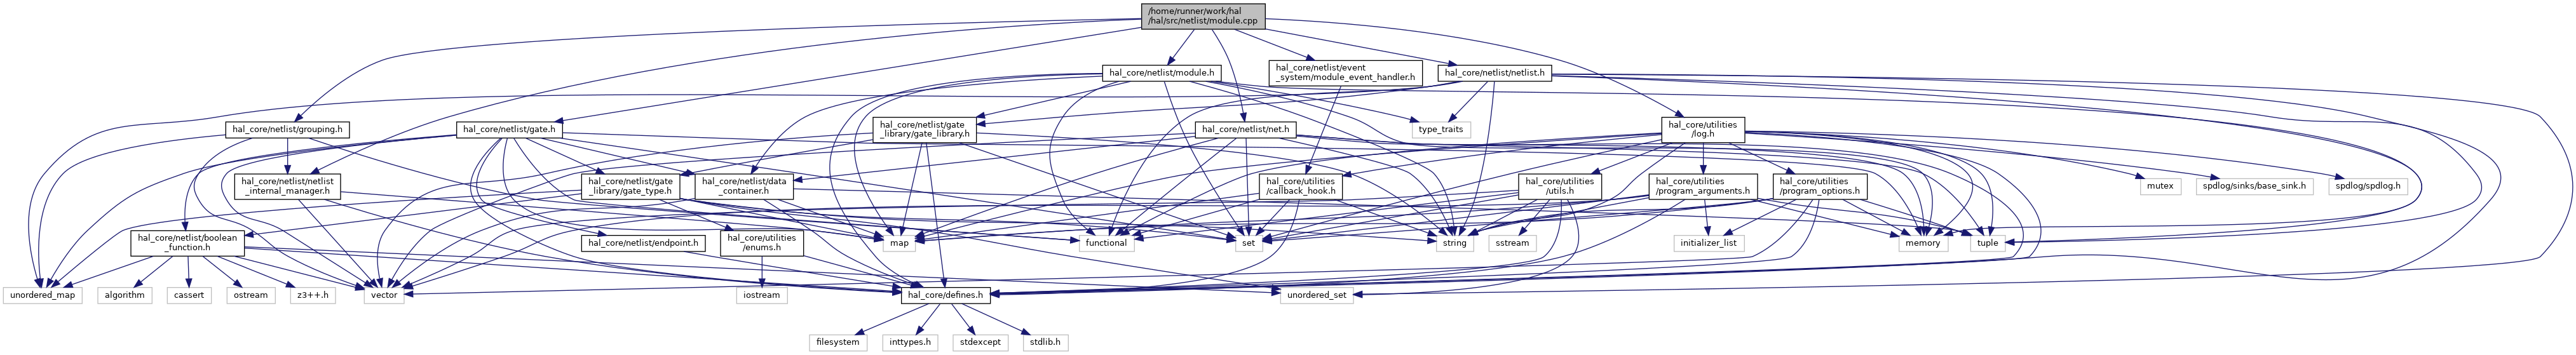 /home/runner/work/hal
/hal/src/netlist/module.cpp
hal_core/netlist/module.h
hal_core/netlist/event
_system/module_event_handler.h
hal_core/netlist/netlist.h
hal_core/netlist/grouping.h
hal_core/netlist/gate.h
hal_core/netlist/gate
_library/gate_library.h
hal_core/netlist/net.h
type_traits
hal_core/utilities
/log.h
hal_core/netlist/netlist
_internal_manager.h
hal_core/netlist/gate
_library/gate_type.h
hal_core/netlist/data
_container.h
hal_core/utilities
/callback_hook.h
hal_core/utilities
/utils.h
hal_core/utilities
/program_arguments.h
hal_core/utilities
/program_options.h
mutex
spdlog/sinks/base_sink.h
spdlog/spdlog.h
hal_core/netlist/boolean
_function.h
hal_core/netlist/endpoint.h
hal_core/utilities
/enums.h
map
functional
set
string
sstream
initializer_list
memory
tuple
unordered_map
algorithm
cassert
ostream
z3++.h
vector
iostream
hal_core/defines.h
unordered_set
filesystem
inttypes.h
stdexcept
stdlib.h